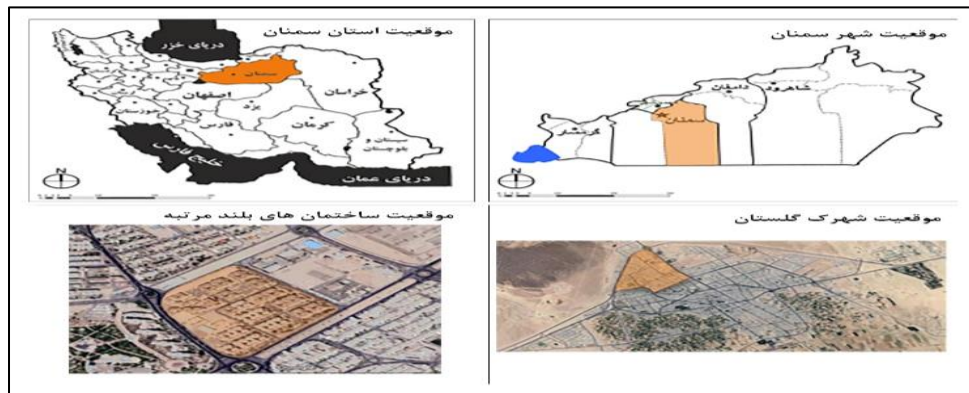 موقعیت استان سمنان
دریای خزر
سمنان
خراسان
اصفهان
یزد
خوزستان
فارس
کرمان
سیستان و
بلوچستان
خلیج فارس
دریای عمان
N
موقعیت شهر سمنان
شاهرود
دامغان
سمنان
گرمسار
N
موقعیت ساختمان های بلند مرتبه
موقعیت شهرک گلستان